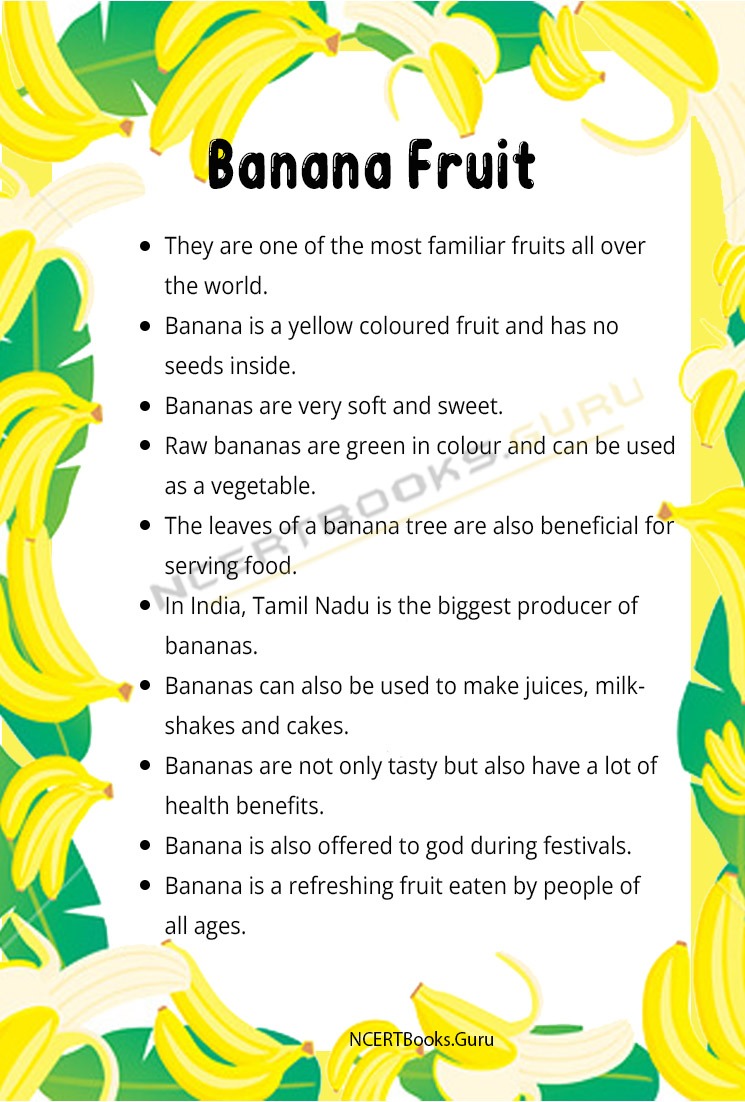 Banana Fruit
• They are one of the most familiar fruits all over
the world.
• Banana is a yellow coloured fruit and has no
seeds inside.
• Bananas are very soft and sweet.
• Raw bananas are green in colour and can be used
as a vegetable.
• The leaves of a banana tree are also beneficial for
serving food.
• In India, Tamil Nadu is the biggest producer of
bananas.
• Bananas can also be used to make juices, milk-
shakes and cakes.
• Bananas are not only tasty but also have a lot of
health benefits.
• Banana is also offered to god during festivals.
• Banana is a refreshing fruit eaten by people of
all ages.
NCERTBOOKS.GURU
NCERTBooks.Guru